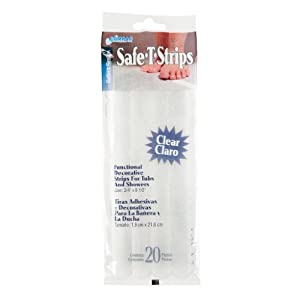 Safe-T-Strips
Clear
Claro
Functional
Decorative
Strips For Tubs
And Showers
Size: 3/4" x 8 1/2"
Tiras Adhesivas
y Decorativas
Para La Bañera y
La Ducha
Tamaño: 1,9 cm x 21,6 cm
20